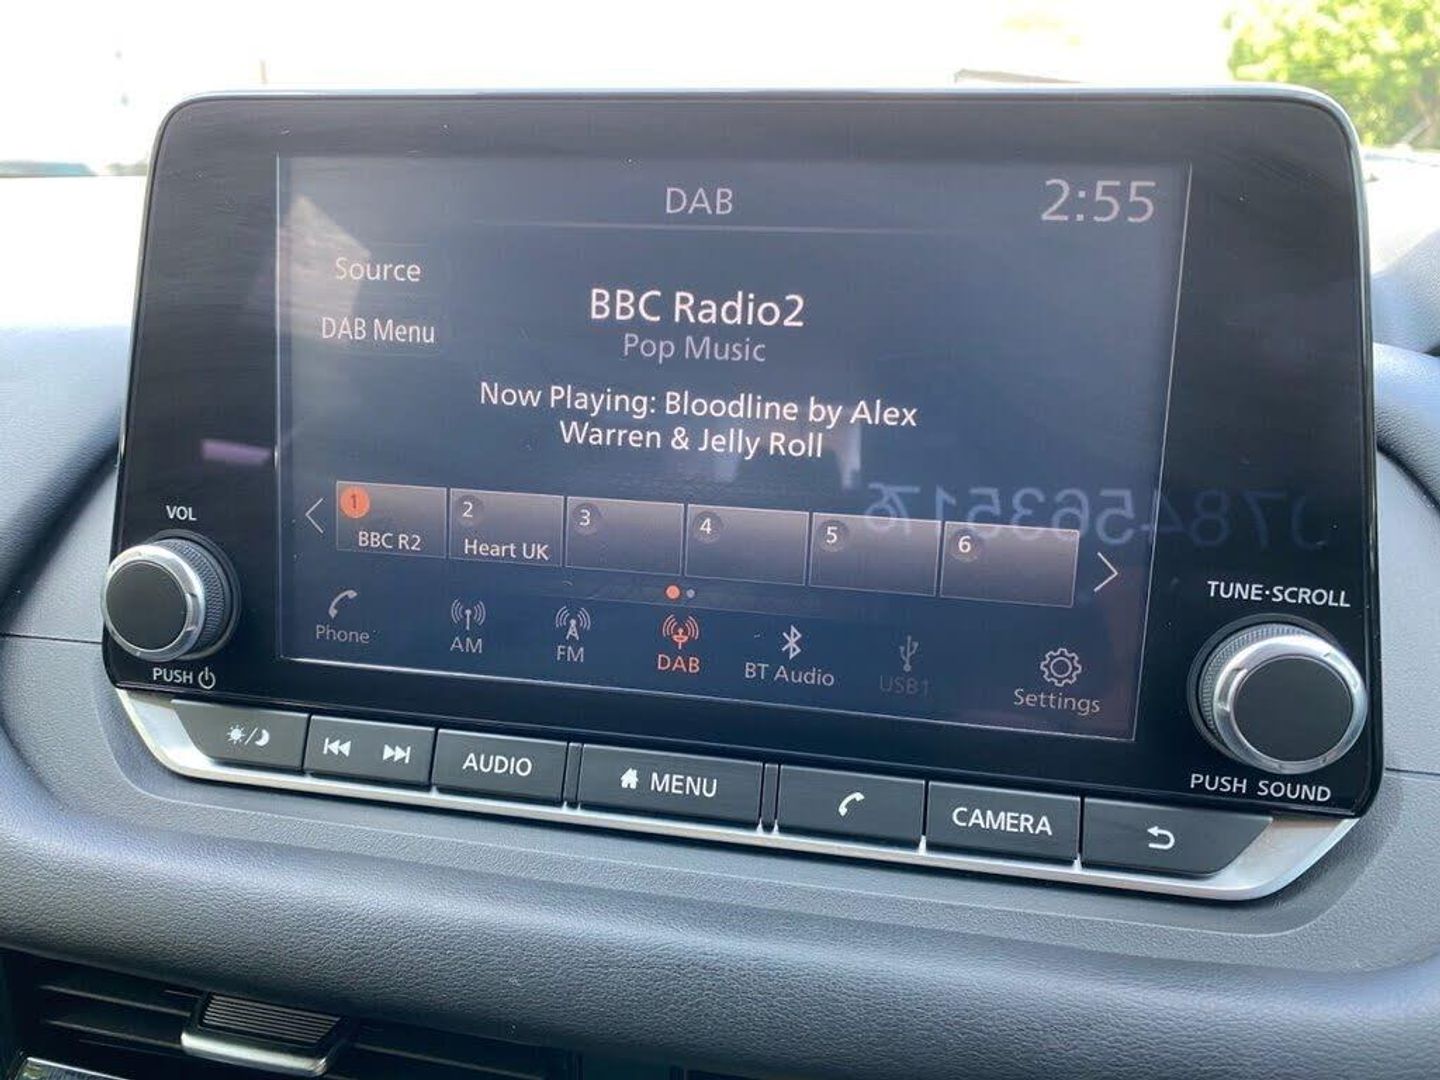 DAB
2:55
Source
BBC Radio2
DAB Menu
Pop Music
Now Playing: Bloodline by Alex
Warren & Jelly Roll
1 BBC R2
2 Heart UK
3
4
5
6
Phone
AM
FM
DAB
BT Audio
USB1
Settings
VOL
PUSH
TUNE·SCROLL
PUSH SOUND
AUDIO
MENU
CAMERA